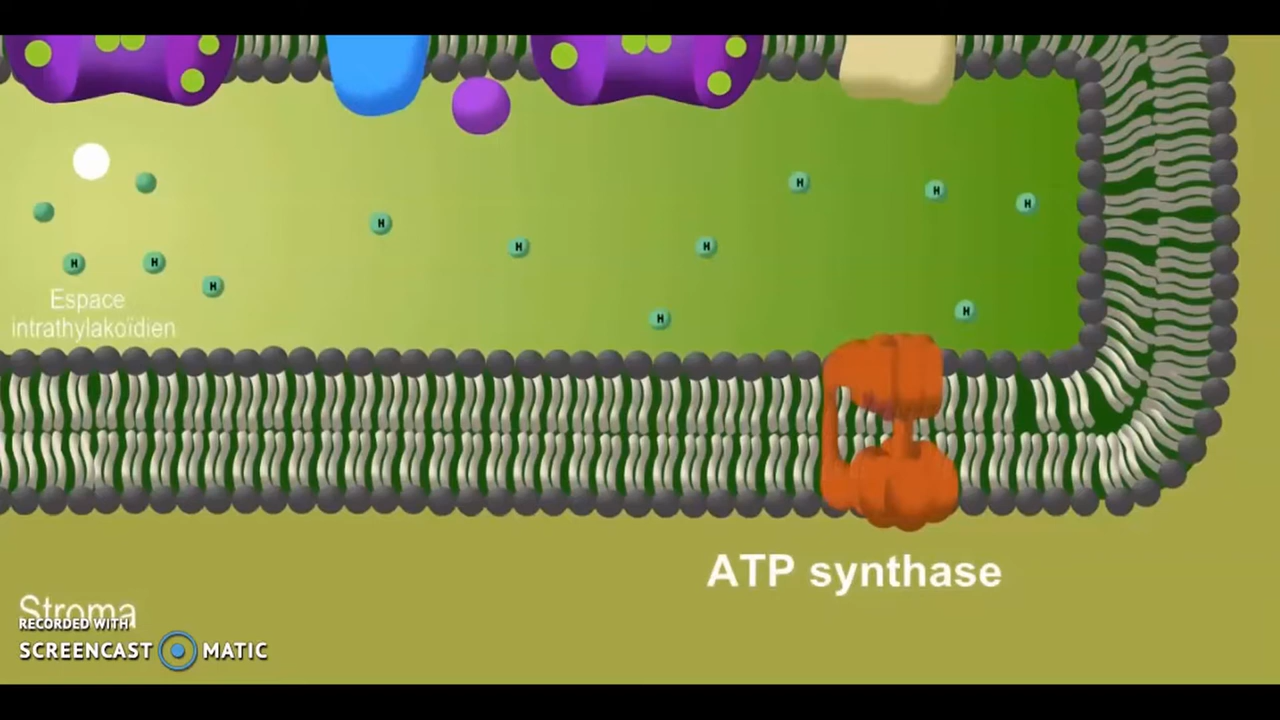 H
H
H
H
H
H
H
H
H
H
H
Espace
intrathylakoïdien
ATP synthase
Stroma
RECORDED WITH
SCREENCAST MATIC